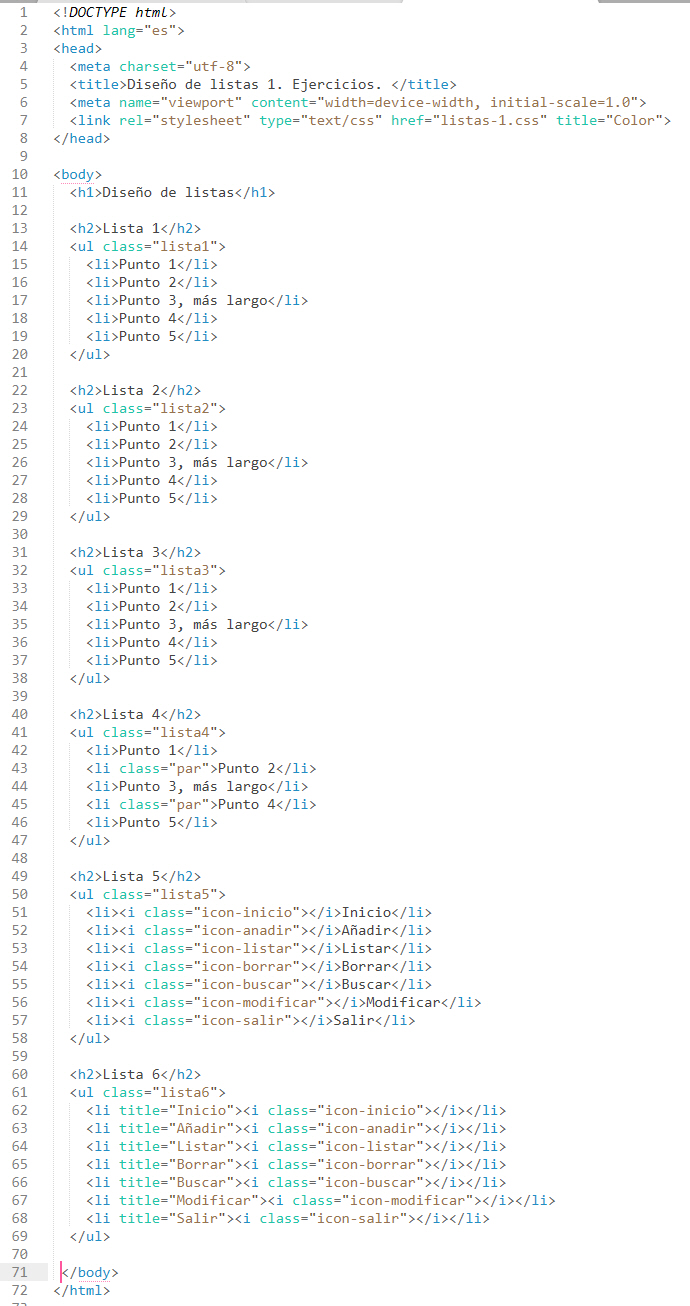 1 <!DOCTYPE html>
2 <html lang="es">
3 <head>
4   <meta charset="utf-8">
5   <title>Diseño de listas 1. Ejercicios. </title>
6   <meta name="viewport" content="width=device-width, initial-scale=1.0">
7   <link rel="stylesheet" type="text/css" href="listas-1.css" title="Color">
8 </head>
9
10 <body>
11   <h1>Diseño de listas</h1>
12
13   <h2>Lista 1</h2>
14   <ul class="lista1">
15     <li>Punto 1</li>
16     <li>Punto 2</li>
17     <li>Punto 3, más largo</li>
18     <li>Punto 4</li>
19     <li>Punto 5</li>
20   </ul>
21
22   <h2>Lista 2</h2>
23   <ul class="lista2">
24     <li>Punto 1</li>
25     <li>Punto 2</li>
26     <li>Punto 3, más largo</li>
27     <li>Punto 4</li>
28     <li>Punto 5</li>
29   </ul>
30
31   <h2>Lista 3</h2>
32   <ul class="lista3">
33     <li>Punto 1</li>
34     <li>Punto 2</li>
35     <li>Punto 3, más largo</li>
36     <li>Punto 4</li>
37     <li>Punto 5</li>
38   </ul>
39
40   <h2>Lista 4</h2>
41   <ul class="lista4">
42     <li>Punto 1</li>
43     <li class="par">Punto 2</li>
44     <li>Punto 3, más largo</li>
45     <li class="par">Punto 4</li>
46     <li>Punto 5</li>
47   </ul>
48
49   <h2>Lista 5</h2>
50   <ul class="lista5">
51     <li><i class="icon-inicio"></i>Inicio</li>
52     <li><i class="icon-anadir"></i>Añadir</li>
53     <li><i class="icon-listar"></i>Listar</li>
54     <li><i class="icon-borrar"></i>Borrar</li>
55     <li><i class="icon-buscar"></i>Buscar</li>
56     <li><i class="icon-modificar"></i>Modificar</li>
57     <li><i class="icon-salir"></i>Salir</li>
58   </ul>
59
60   <h2>Lista 6</h2>
61   <ul class="lista6">
62     <li title="Inicio"><i class="icon-inicio"></i></li>
63     <li title="Añadir"><i class="icon-anadir"></i></li>
64     <li title="Listar"><i class="icon-listar"></i></li>
65     <li title="Borrar"><i class="icon-borrar"></i></li>
66     <li title="Buscar"><i class="icon-buscar"></i></li>
67     <li title="Modificar"><i class="icon-modificar"></i></li>
68     <li title="Salir"><i class="icon-salir"></i></li>
69   </ul>
70
71  </body>
72 </html>